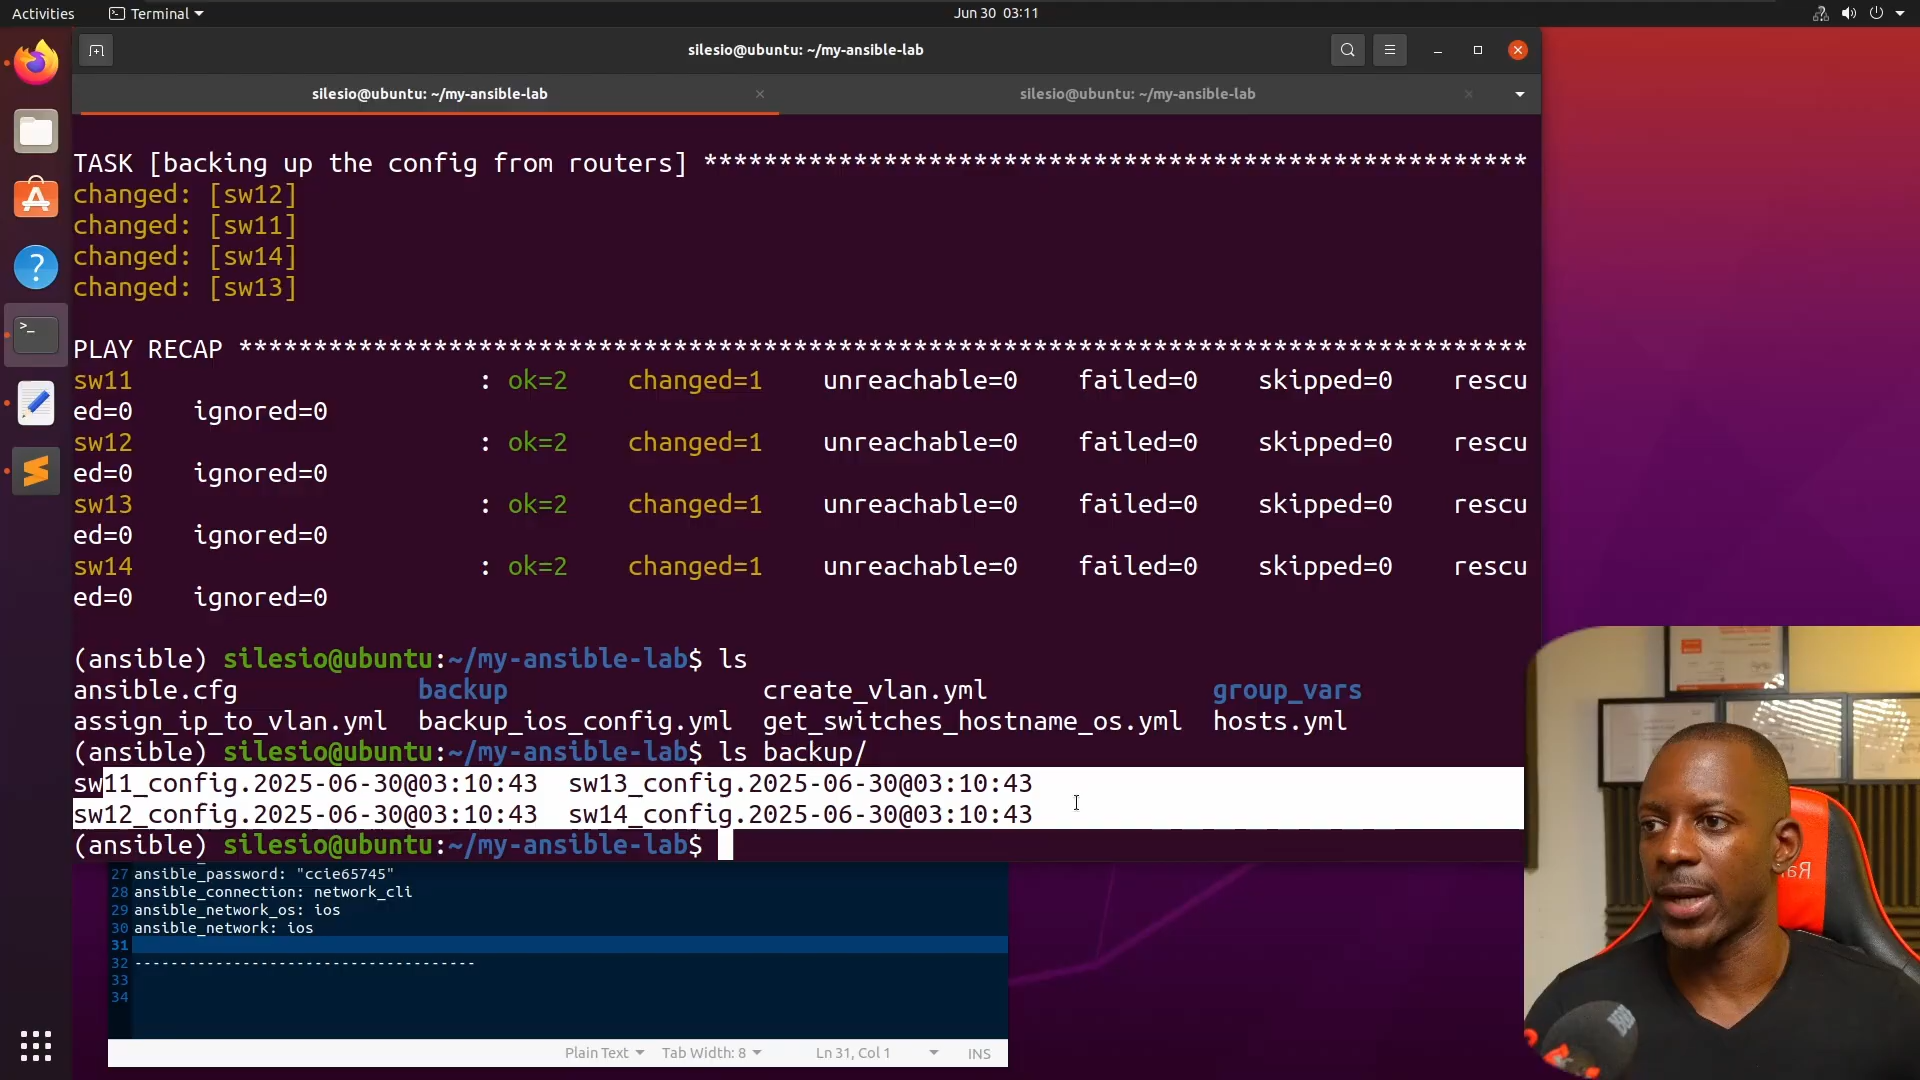 Activities
Terminal
Jun 30 03:11
silesio@ubuntu: ~/my-ansible-lab
silesio@ubuntu: ~/my-ansible-lab
silesio@ubuntu: ~/my-ansible-lab
TASK [backing up the config from routers] *******************************************************
changed: [sw12]
changed: [sw11]
changed: [sw14]
changed: [sw13]
PLAY RECAP **************************************************************************************
sw11 : ok=2 changed=1 unreachable=0 failed=0 skipped=0 rescu
ed=0 ignored=0
sw12 : ok=2 changed=1 unreachable=0 failed=0 skipped=0 rescu
ed=0 ignored=0
sw13 : ok=2 changed=1 unreachable=0 failed=0 skipped=0 rescu
ed=0 ignored=0
sw14 : ok=2 changed=1 unreachable=0 failed=0 skipped=0 rescu
ed=0 ignored=0
(ansible) silesio@ubuntu:~/my-ansible-lab$ ls
ansible.cfg backup create_vlan.yml group_vars
assign_ip_to_vlan.yml backup_ios_config.yml get_switches_hostname_os.yml hosts.yml
(ansible) silesio@ubuntu:~/my-ansible-lab$ ls backup/
sw11_config.2025-06-30@03:10:43 sw13_config.2025-06-30@03:10:43
sw12_config.2025-06-30@03:10:43 sw14_config.2025-06-30@03:10:43
(ansible) silesio@ubuntu:~/my-ansible-lab$
27 ansible_password: "ccie65745"
28 ansible_connection: network_cli
29 ansible_network_os: ios
30 ansible_network: ios
31
32 --------------------------------------
33
34
Plain Text Tab Width: 8 Ln 31, Col 1 INS